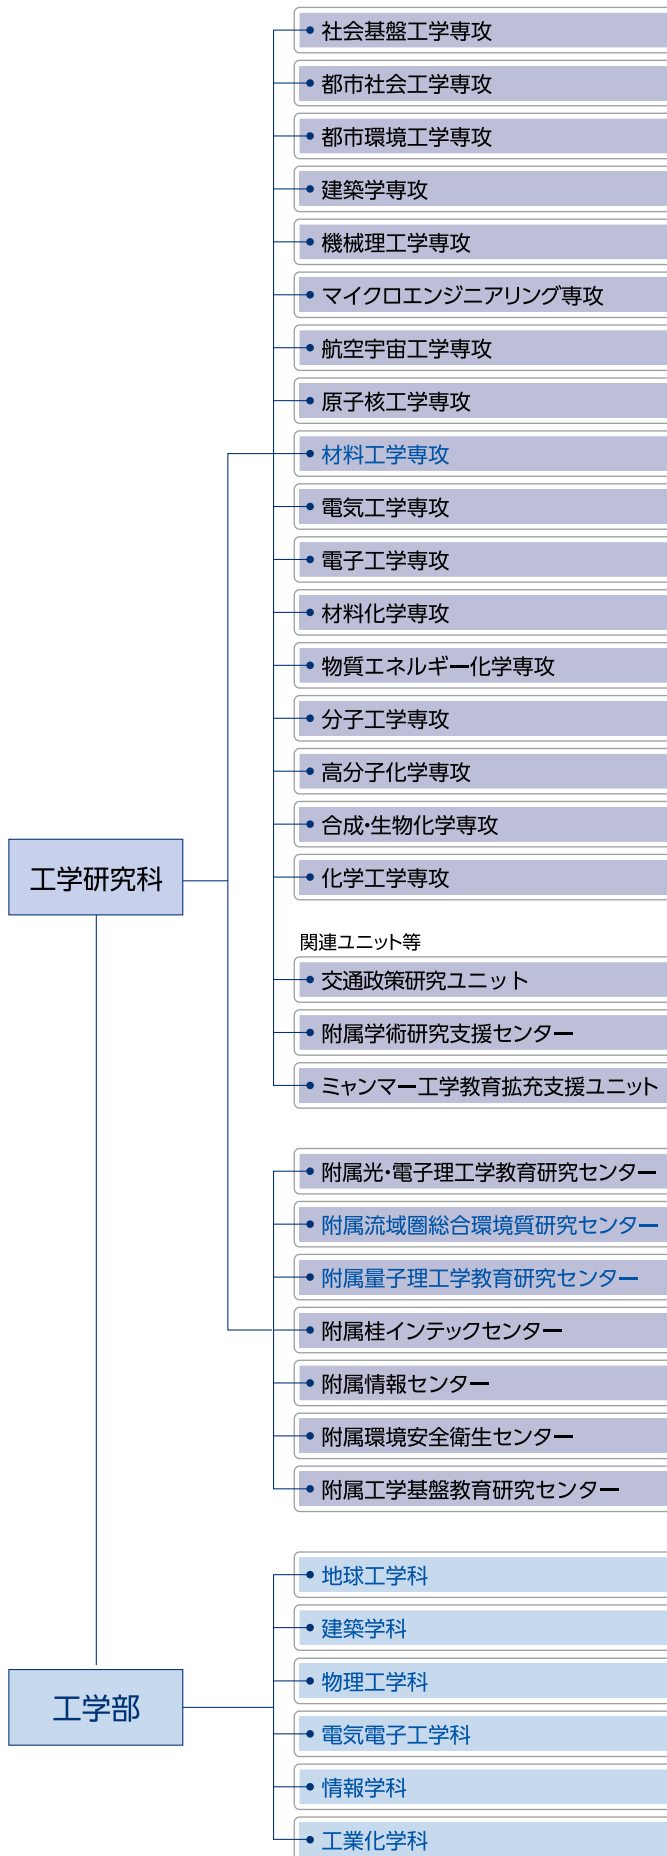 社会基盤工学専攻
都市社会工学専攻
都市環境工学専攻
建築学専攻
機械理工学専攻
マイクロエンジニアリング専攻
航空宇宙工学専攻
原子核工学専攻
材料工学専攻
電気工学専攻
電子工学専攻
材料化学専攻
物質エネルギー化学専攻
分子工学専攻
高分子化学専攻
合成・生物化学専攻
化学工学専攻
工学研究科
関連ユニット等
交通政策研究ユニット
附属学術研究支援センター
ミャンマー工学教育拡充支援ユニット
附属光・電子理工学教育研究センター
附属流域圏総合環境質研究センター
附属量子理工学教育研究センター
附属桂インテックセンター
附属情報センター
附属環境安全衛生センター
附属工学基盤教育研究センター
地球工学科
建築学科
物理工学科
電気電子工学科
情報学科
工業化学科
工学部